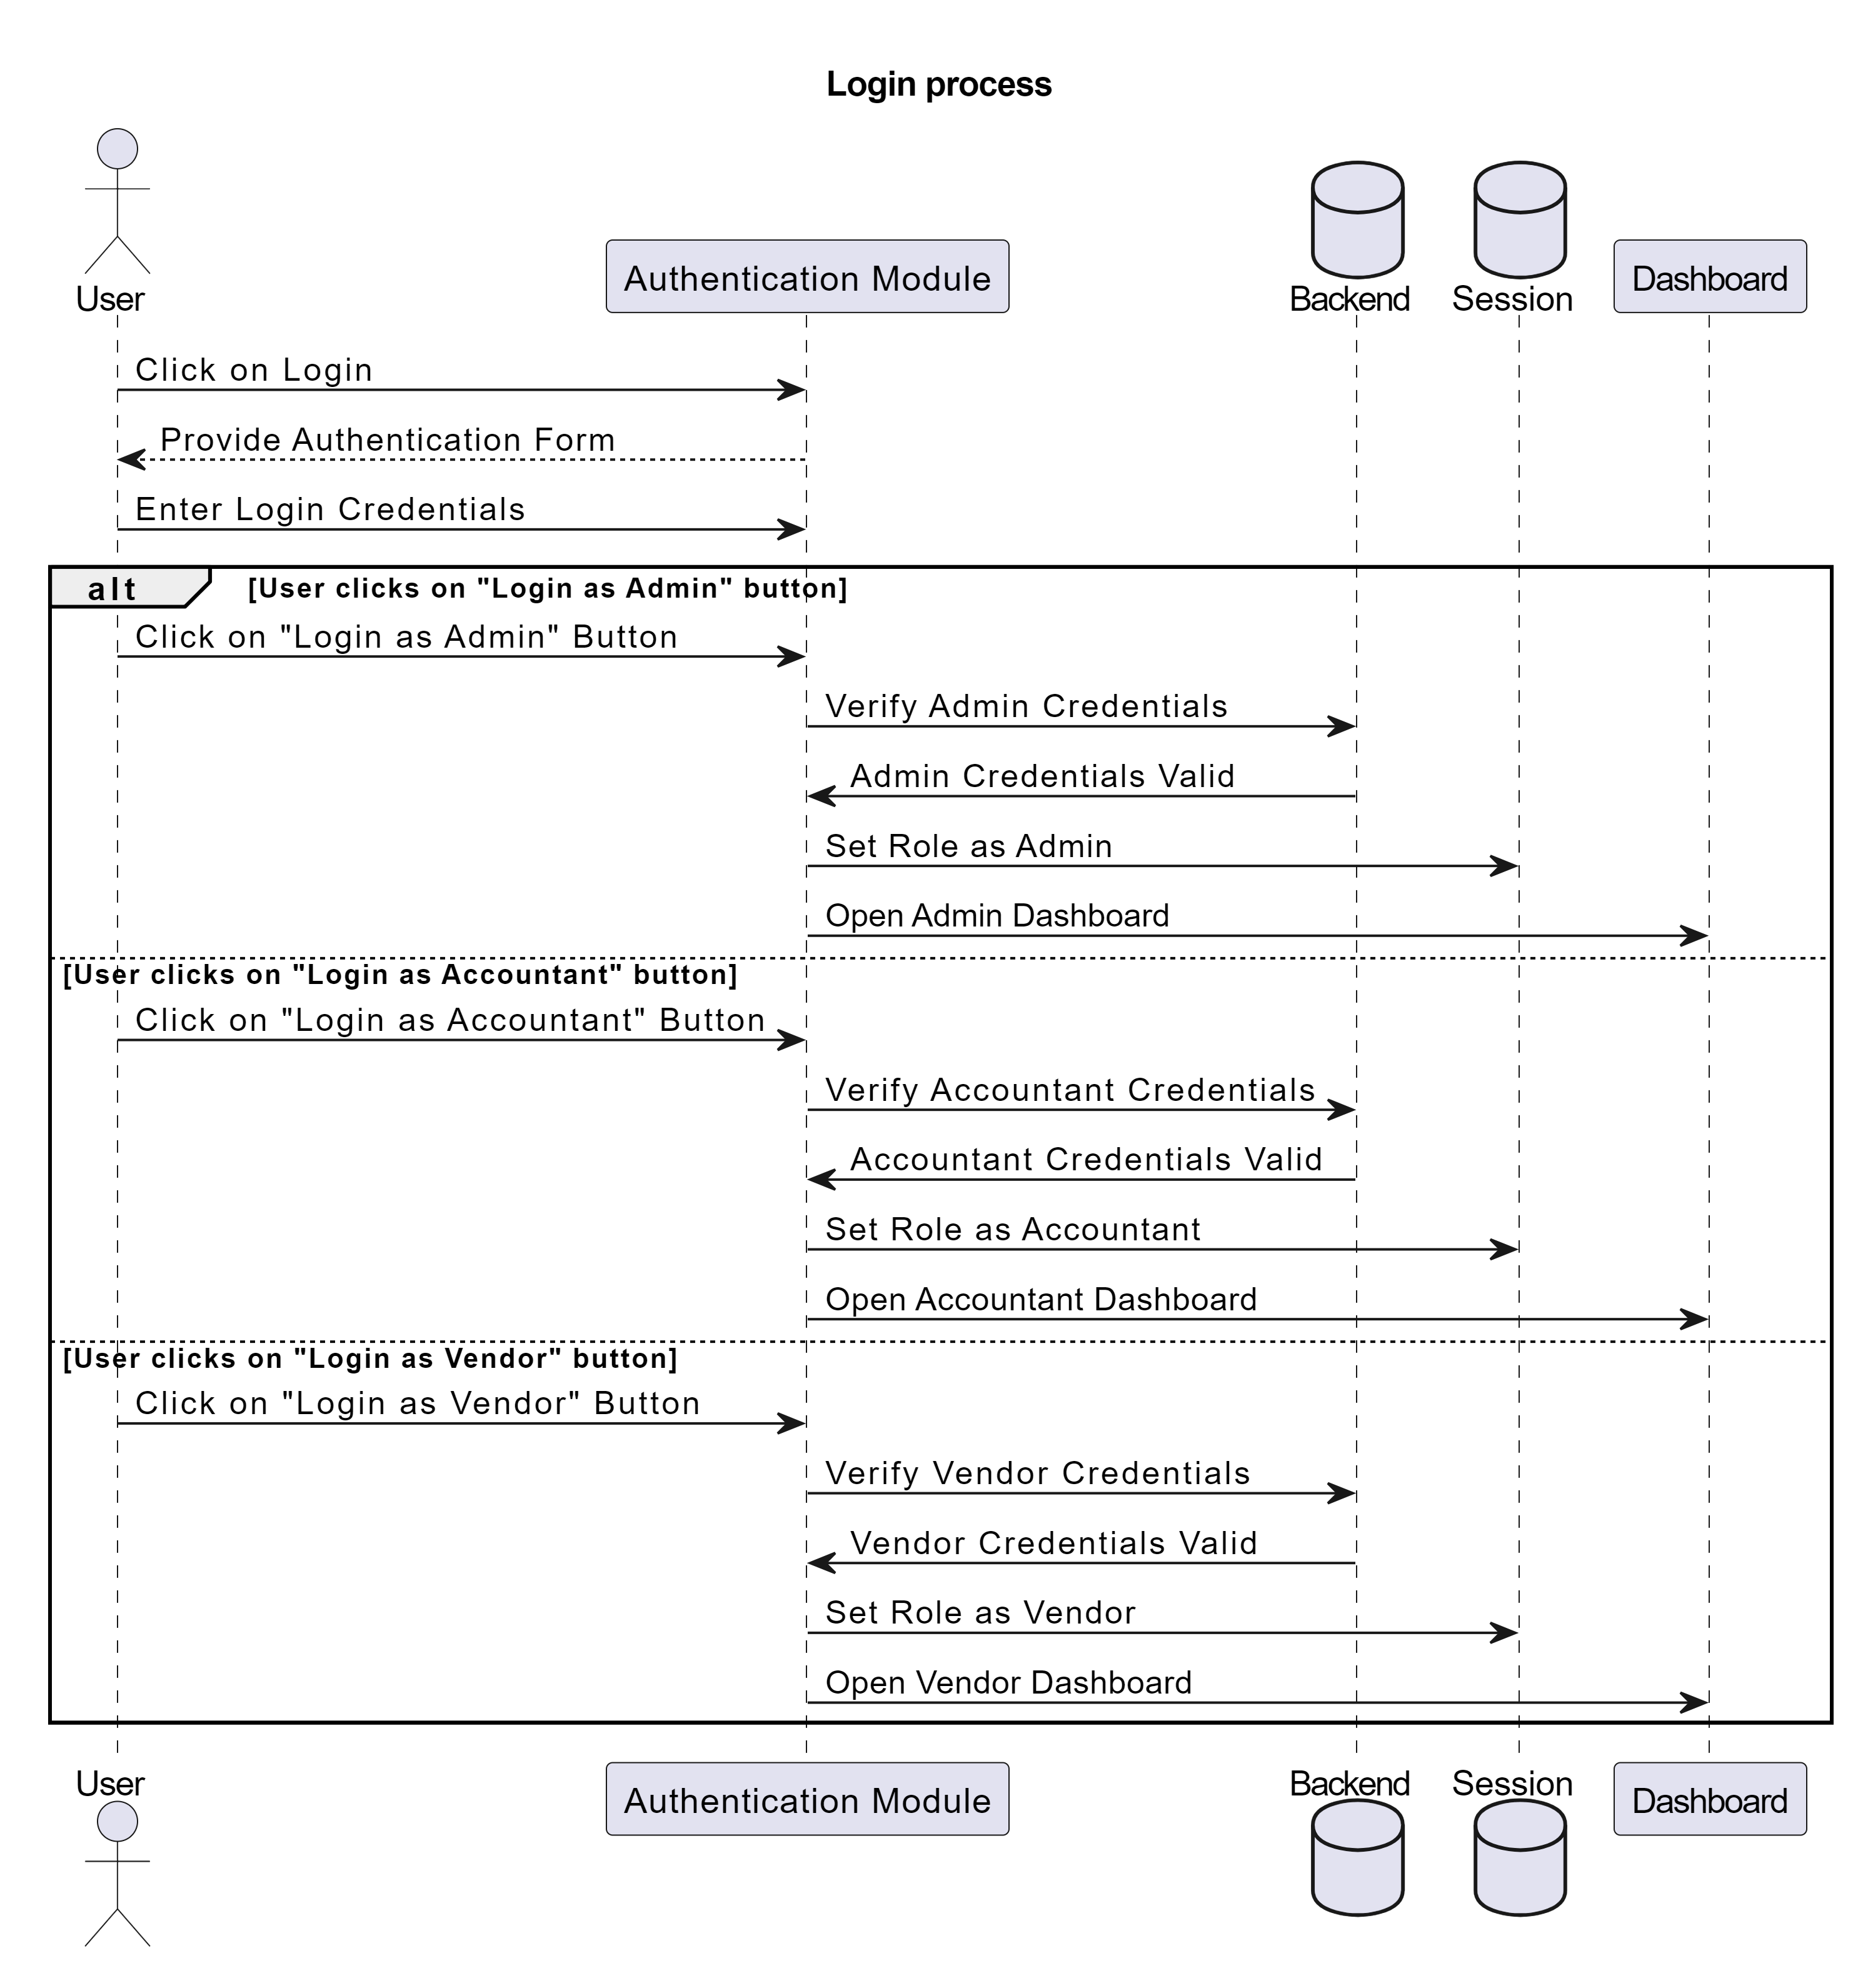 Login process
User
Authentication Module
Backend
Session
Dashboard
Click on Login
Provide Authentication Form
Enter Login Credentials
alt
[User clicks on "Login as Admin" button]
Click on "Login as Admin" Button
Verify Admin Credentials
Admin Credentials Valid
Set Role as Admin
Open Admin Dashboard
[User clicks on "Login as Accountant" button]
Click on "Login as Accountant" Button
Verify Accountant Credentials
Accountant Credentials Valid
Set Role as Accountant
Open Accountant Dashboard
[User clicks on "Login as Vendor" button]
Click on "Login as Vendor" Button
Verify Vendor Credentials
Vendor Credentials Valid
Set Role as Vendor
Open Vendor Dashboard
User
Authentication Module
Backend
Session
Dashboard